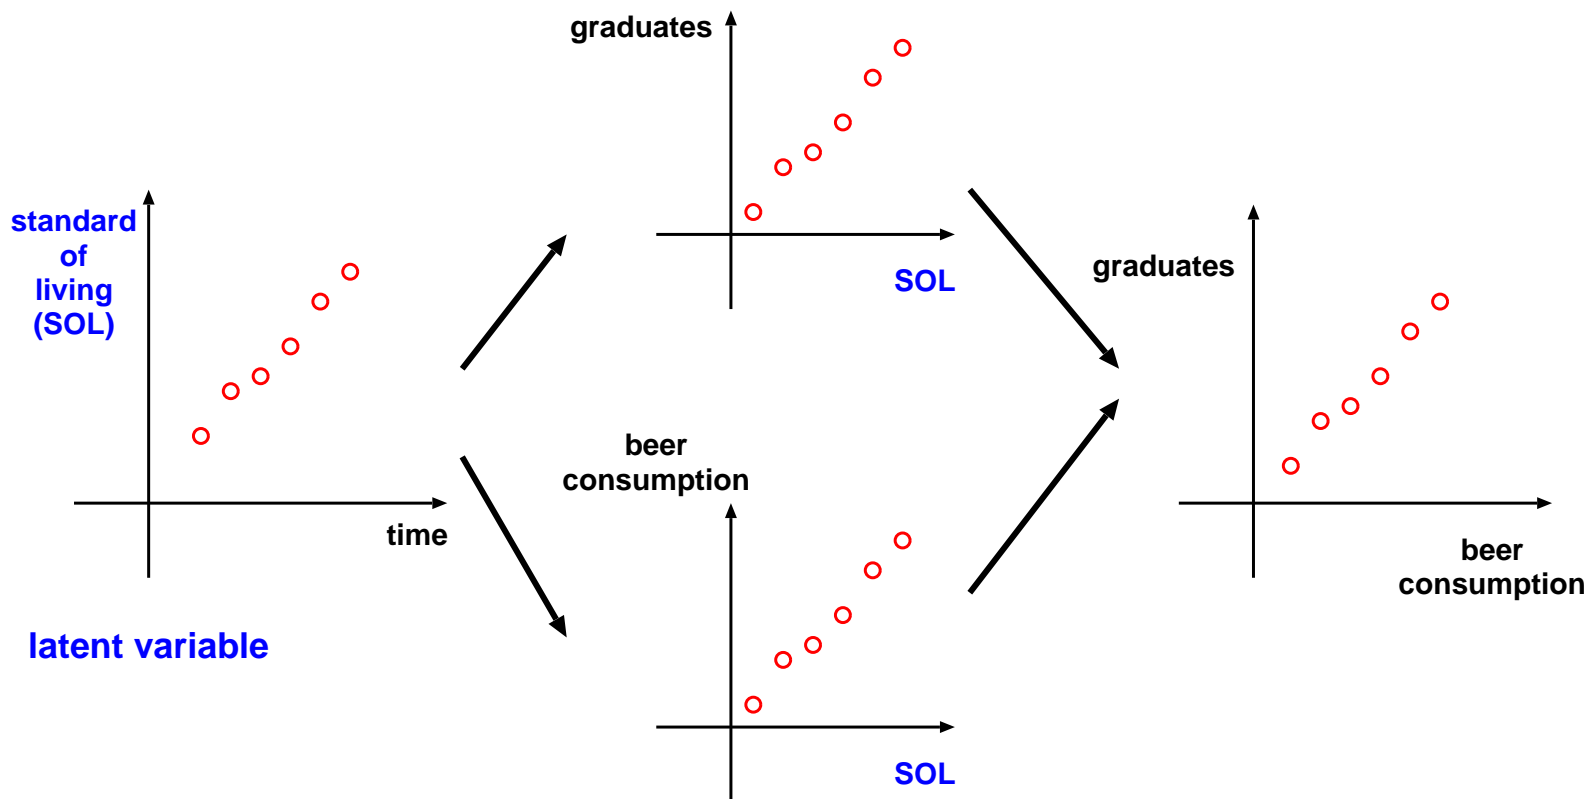 graduates
standard
of
living
(SOL)
time
latent variable
SOL
beer
consumption
SOL
graduates
beer
consumption